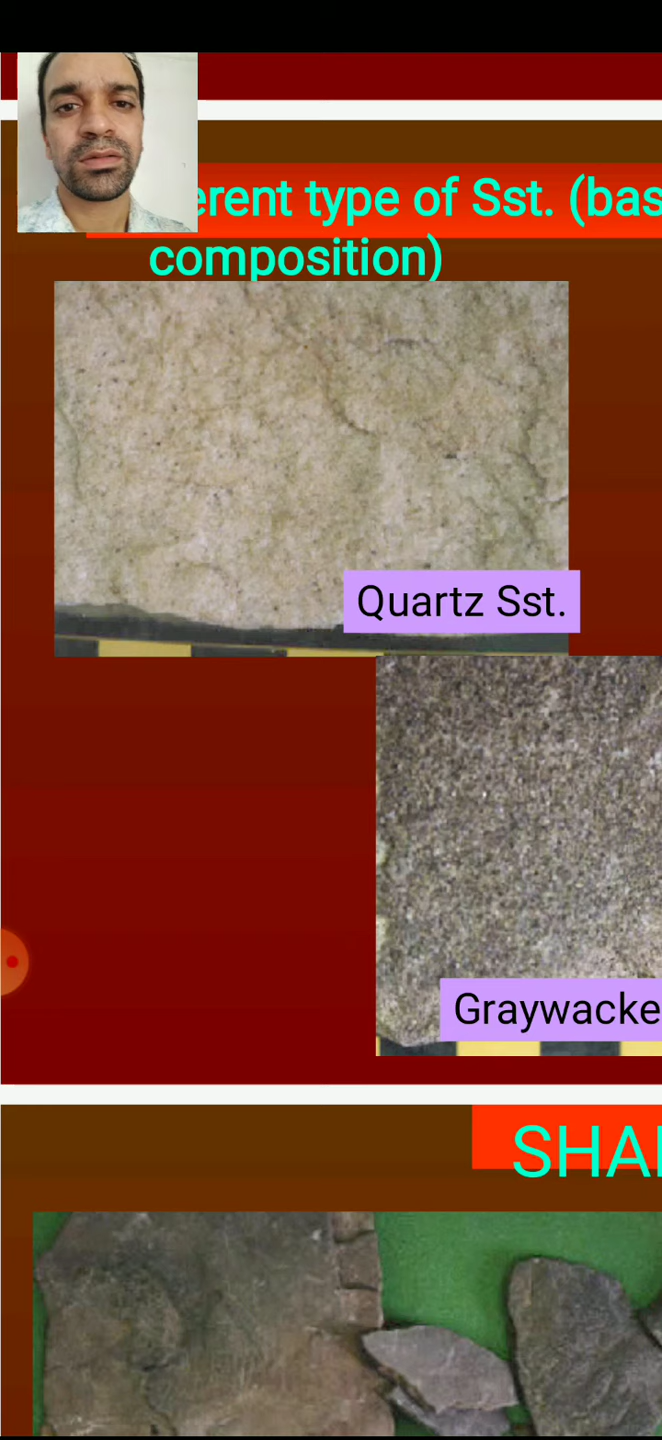 erent type of Sst. (bas
composition)
Quartz Sst.
Graywacke
SHA